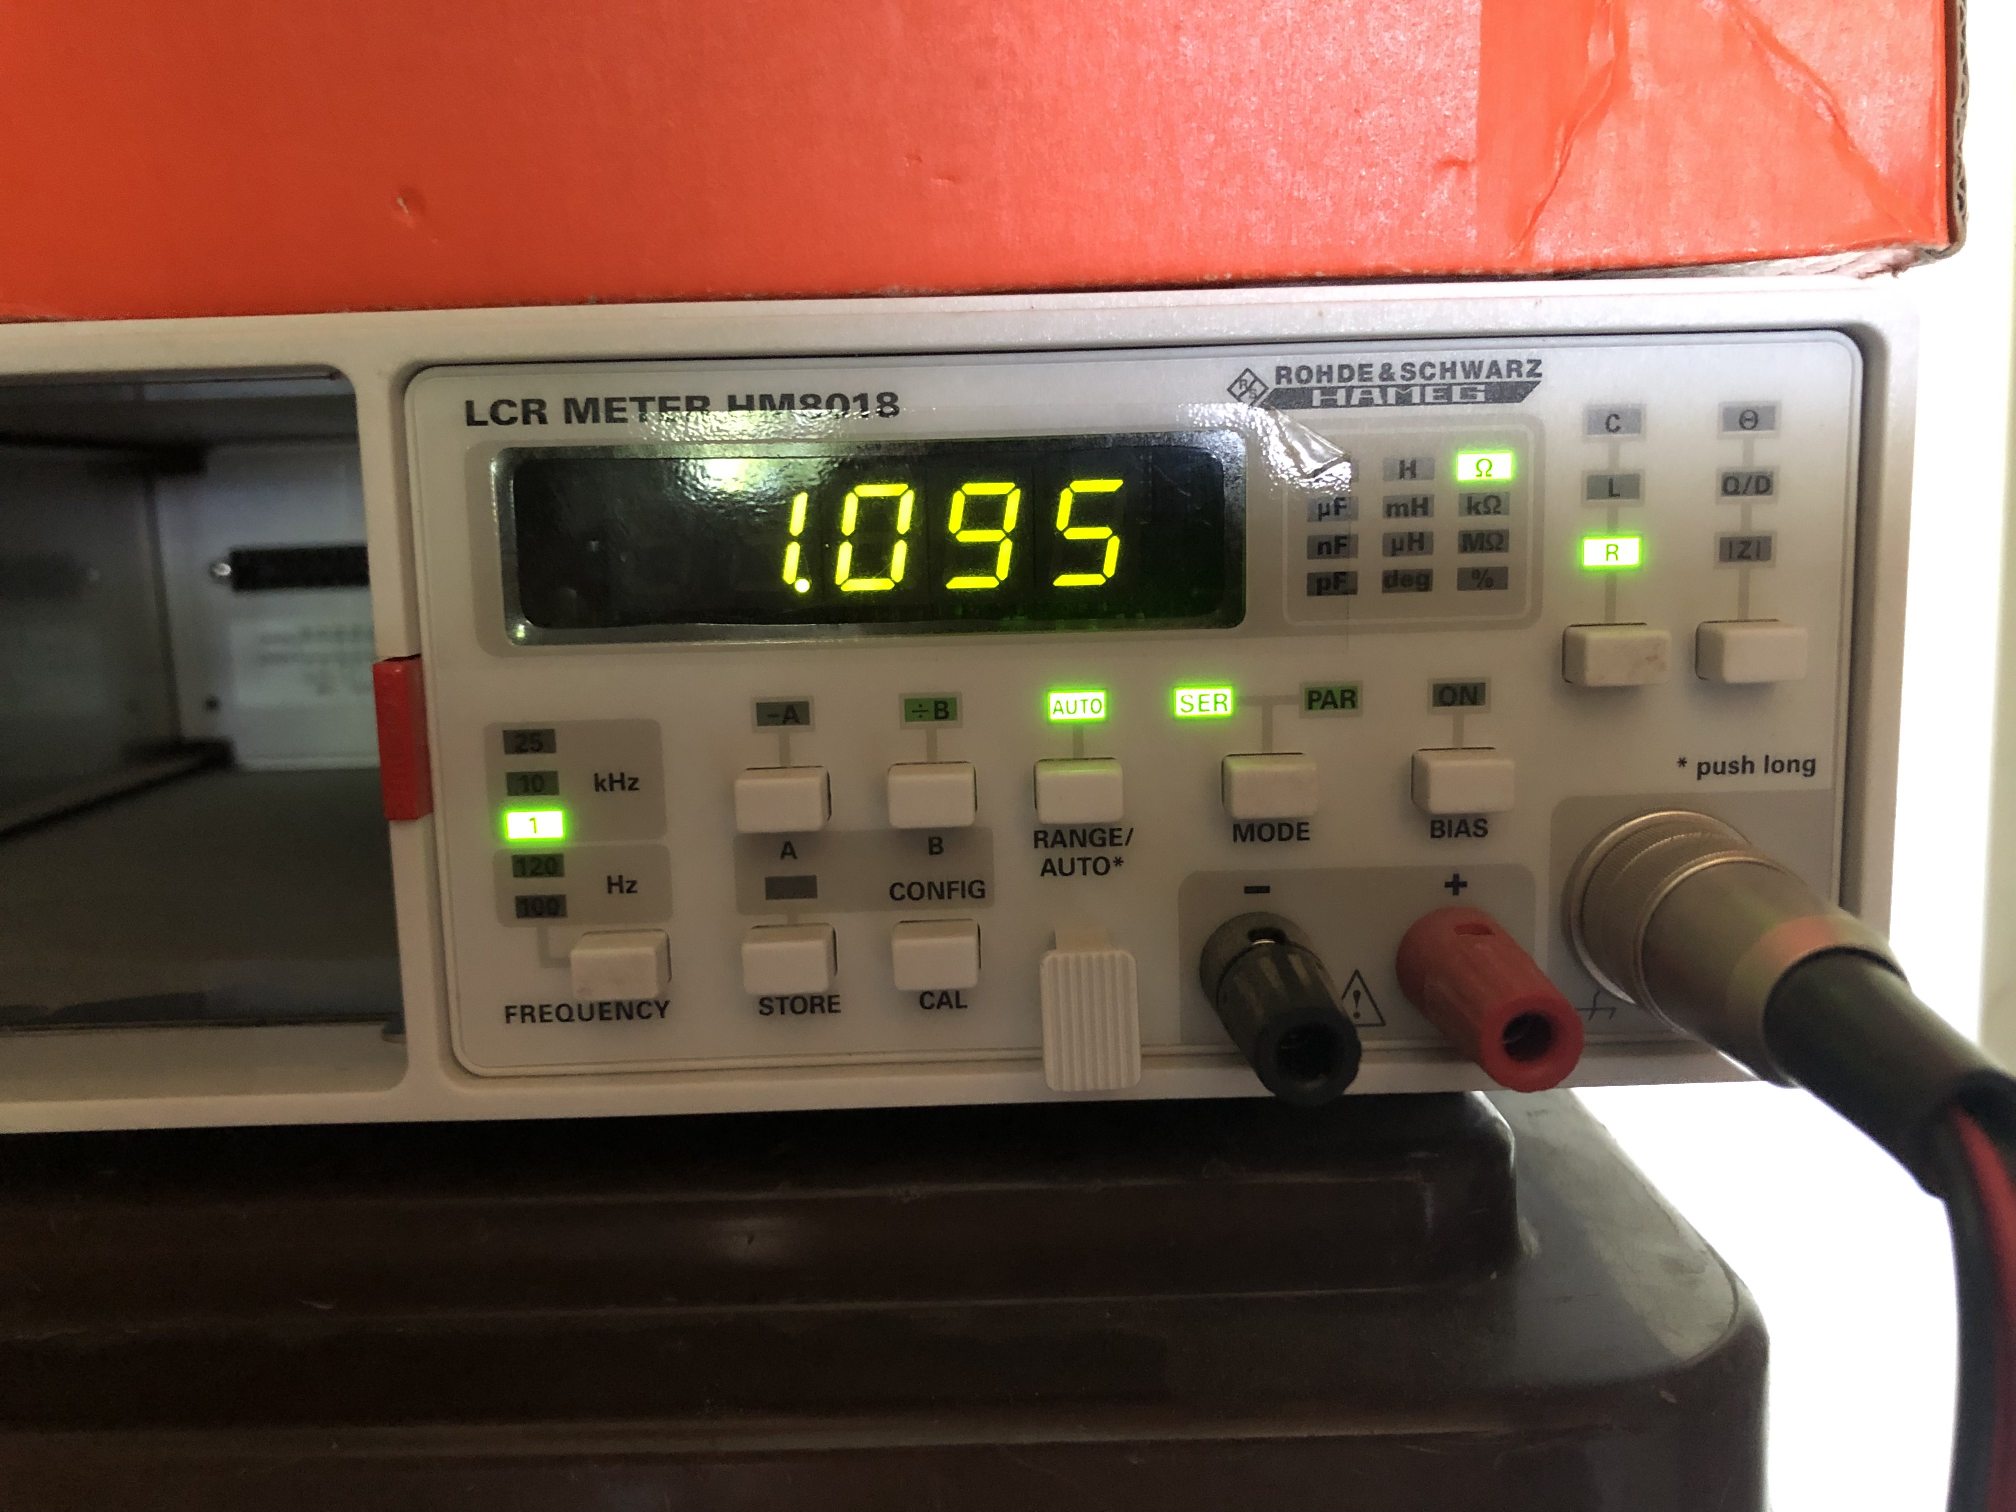 LCR METER HM8018
ROHDE & SCHWARZ
HAMEG
1.095
H Ω
µF mH kΩ
nF µH MΩ
pF deg %
C Θ
L Q/D
R |Z|
-A ÷B AUTO SER PAR ON
25
10 kHz
1
120 Hz
100
FREQUENCY
A B
RANGE/
AUTO*
MODE
BIAS
* push long
CONFIG
STORE
CAL
- +